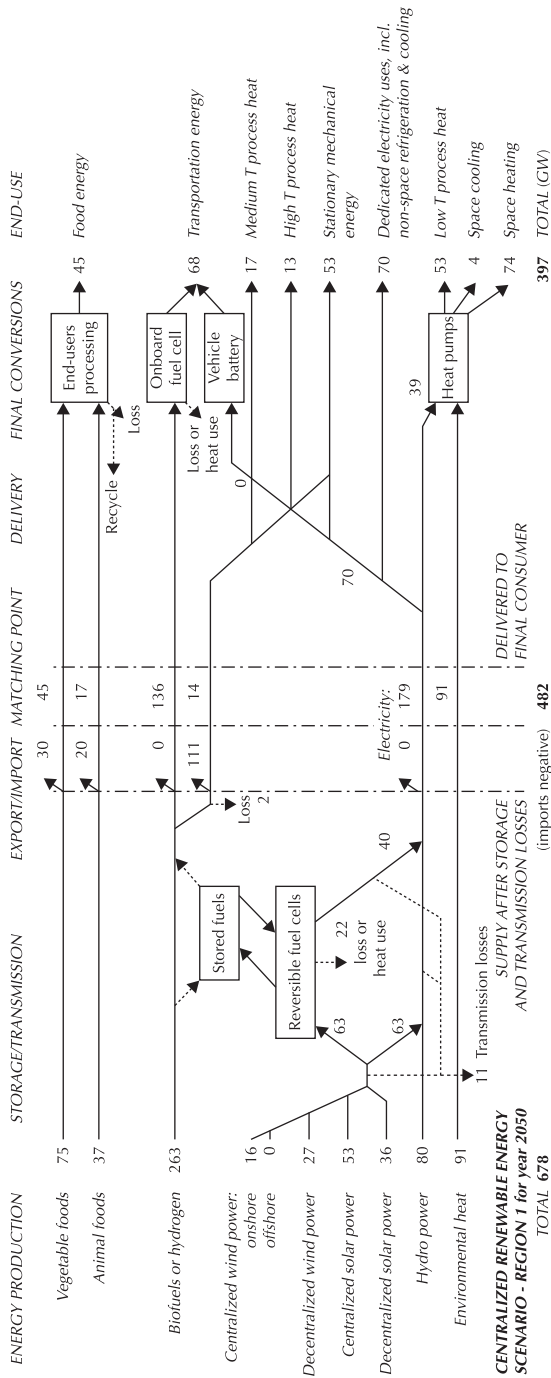 ENERGY PRODUCTION
STORAGE/TRANSMISSION
EXPORT/IMPORT
MATCHING POINT
DELIVERY
FINAL CONVERSIONS
END-USE
Vegetable foods
75
30
45
End-users
processing
45
Food energy
Animal foods
37
20
17
Recycle
Loss
Biofuels or hydrogen
263
0
136
Onboard
fuel cell
68
Transportation energy
Stored fuels
111
14
Loss or
heat use
Vehicle
battery
Loss
2
0
Centralized wind power:
onshore
16
offshore
0
Reversible fuel cells
17
Medium T process heat
13
High T process heat
Decentralized wind power
27
63
22
loss or
heat use
53
Stationary mechanical
energy
Centralized solar power
53
70
Decentralized solar power
36
63
40
Electricity:
70
Dedicated electricity uses, incl.
non-space refrigeration & cooling
Hydro power
80
0
179
39
Heat pumps
53
Low T process heat
Environmental heat
91
91
4
Space cooling
11 Transmission losses
74
Space heating
CENTRALIZED RENEWABLE ENERGY
SCENARIO - REGION 1 for year 2050
SUPPLY AFTER STORAGE
AND TRANSMISSION LOSSES
DELIVERED TO
FINAL CONSUMER
TOTAL 678
(imports negative)
482
397
TOTAL (GW)